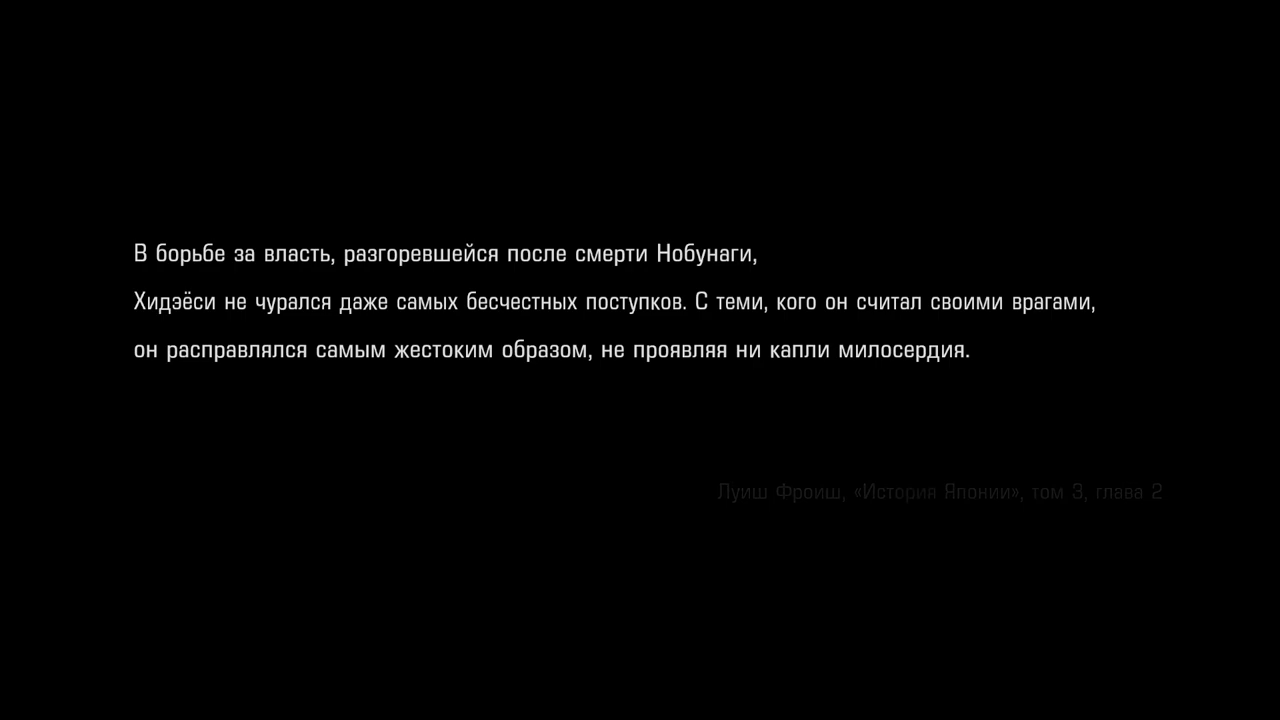 В борьбе за власть, разгоревшейся после смерти Нобунаги,
Хидэёси не чурался даже самых бесчестных поступков. С теми, кого он считал своими врагами,
он расправлялся самым жестоким образом, не проявляя ни капли милосердия.
Луиш Фроиш, «История Японии», том 3, глава 2